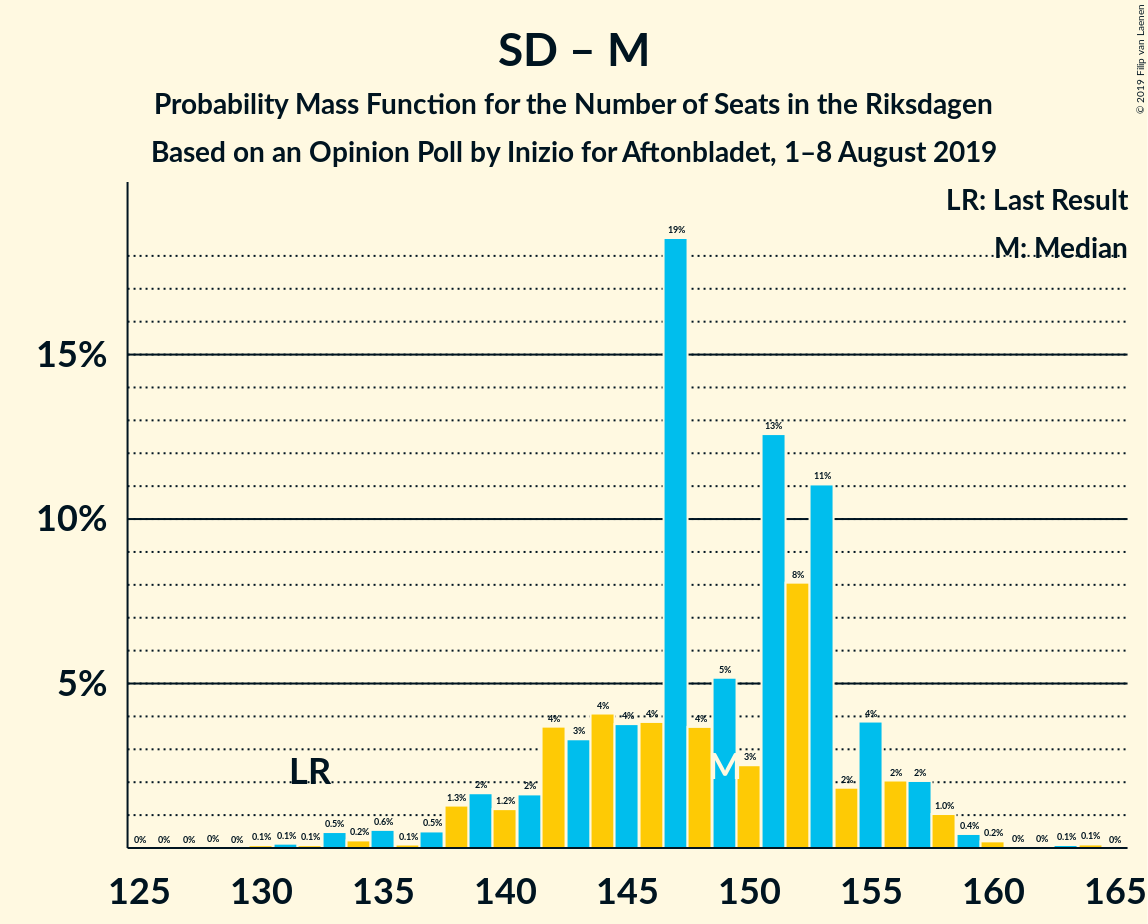 SD – M
Probability Mass Function for the Number of Seats in the Riksdagen
Based on an Opinion Poll by Inizio for Aftonbladet, 1–8 August 2019
© 2019 Filip van Laenen
LR: Last Result
M: Median
15%
10%
5%
LR
M
0% 0% 0% 0% 0% 0.1% 0.1% 0.1% 0.5% 0.2% 0.6% 0.1% 0.5% 1.3% 2% 1.2% 2% 4% 3% 4% 4% 4% 19% 4% 5% 3% 13% 8% 11% 2% 4% 2% 2% 1.0% 0.4% 0.2% 0% 0% 0.1% 0.1% 0%
125 130 135 140 145 150 155 160 165